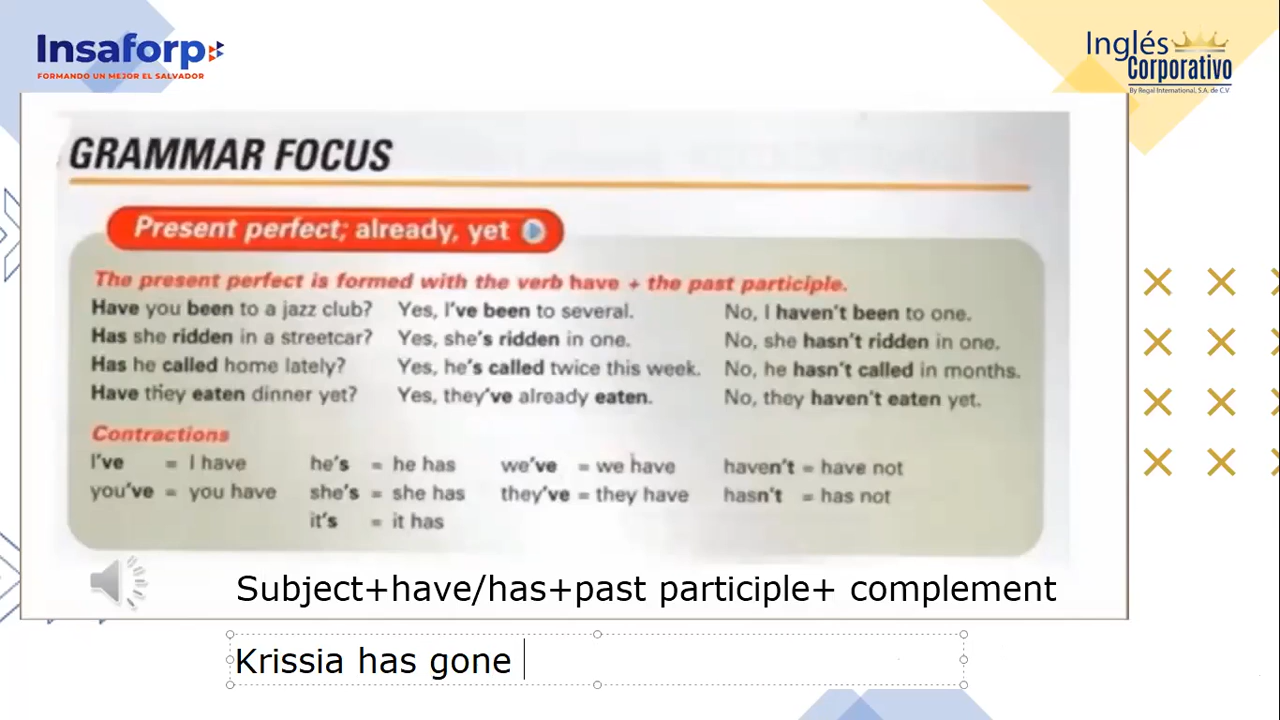 Insaforp
FORMANDO UN MEJOR EL SALVADOR
Inglés
Corporativo
By Regal International, S.A. de C.V
GRAMMAR FOCUS
Present perfect; already, yet
The present perfect is formed with the verb have + the past participle.
Have you been to a jazz club? Yes, I've been to several. No, I haven't been to one.
Has she ridden in a streetcar? Yes, she's ridden in one. No, she hasn't ridden in one.
Has he called home lately? Yes, he's called twice this week. No, he hasn't called in months.
Have they eaten dinner yet? Yes, they've already eaten. No, they haven't eaten yet.
Contractions
I've = I have he's = he has we've = we have haven't = have not
you've = you have she's = she has they've = they have hasn't = has not
it's = it has
Subject+have/has+past participle+ complement
Krissia has gone